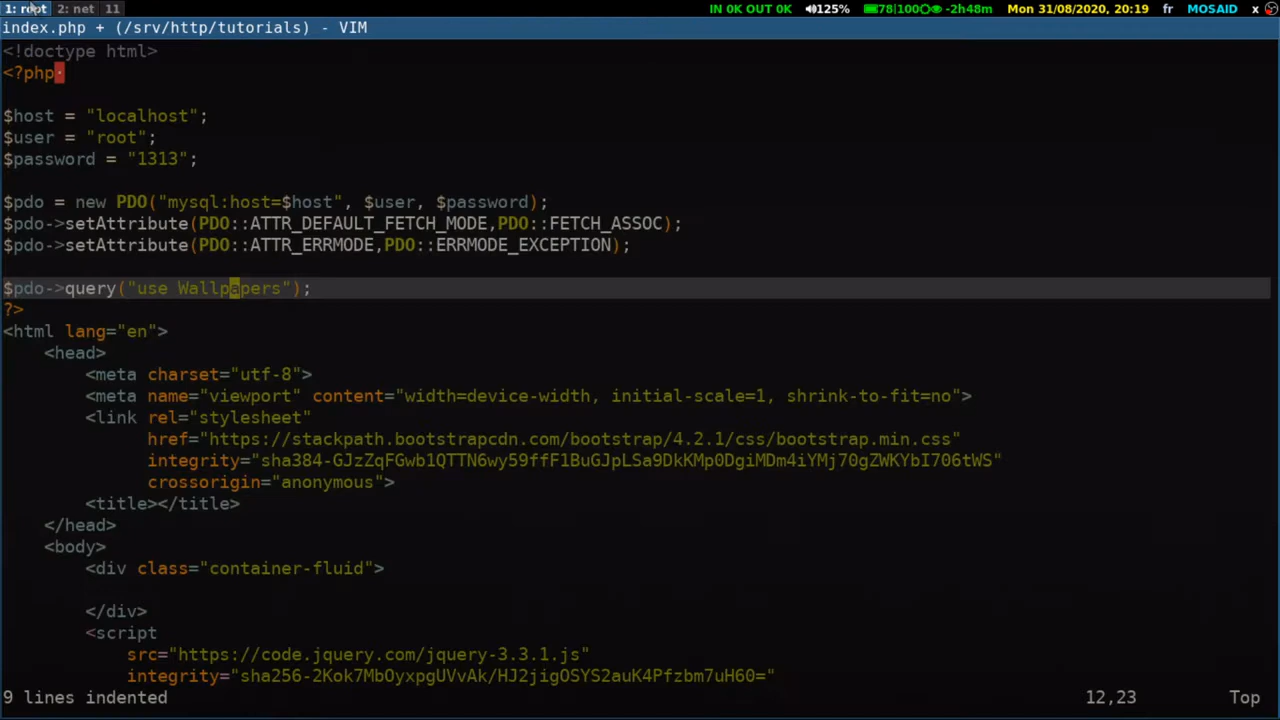 1: root 2: net 11 IN 0K OUT 0K 125% 78|100 -2h48m Mon 31/08/2020, 20:19 fr MOSAID x
index.php + (/srv/http/tutorials) - VIM
<!doctype html>
<?php·
$host = "localhost";
$user = "root";
$password = "1313";
$pdo = new PDO("mysql:host=$host", $user, $password);
$pdo->setAttribute(PDO::ATTR_DEFAULT_FETCH_MODE,PDO::FETCH_ASSOC);
$pdo->setAttribute(PDO::ATTR_ERRMODE,PDO::ERRMODE_EXCEPTION);
$pdo->query("use Wallpapers");
?>
<html lang="en">
<head>
<meta charset="utf-8">
<meta name="viewport" content="width=device-width, initial-scale=1, shrink-to-fit=no">
<link rel="stylesheet"
href="https://stackpath.bootstrapcdn.com/bootstrap/4.2.1/css/bootstrap.min.css"
integrity="sha384-GJzZqFGwb1QTTN6wy59ffF1BuGJpLSa9DkKMp0DgiMDm4iYMj70gZWKYbI706tWS"
crossorigin="anonymous">
<title></title>
</head>
<body>
<div class="container-fluid">
</div>
<script
src="https://code.jquery.com/jquery-3.3.1.js"
integrity="sha256-2Kok7MbOyxpgUVvAk/HJ2jigOSYS2auK4Pfzbm7uH60="
9 lines indented 12,23 Top